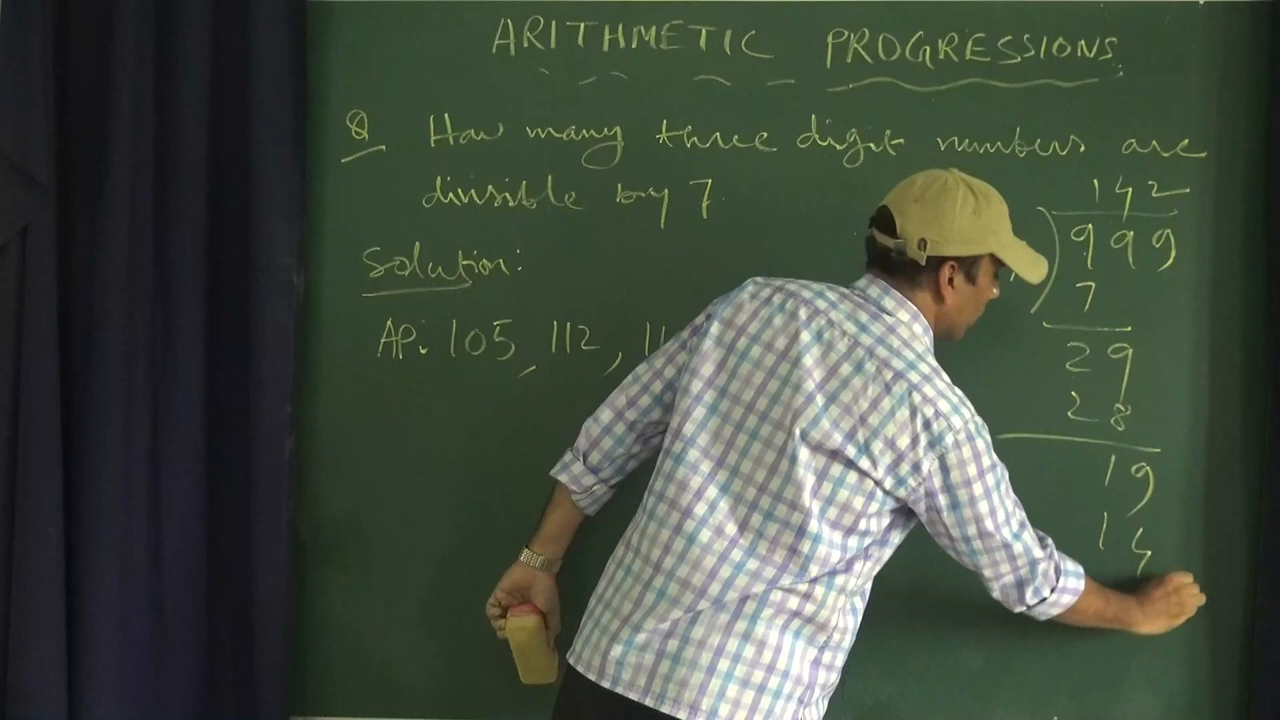 ARITHMETIC PROGRESSIONS
Q How many three digit numbers are
divisible by 7.
Solution:
AP: 105, 112, 11
142
999
7
29
28
19
14